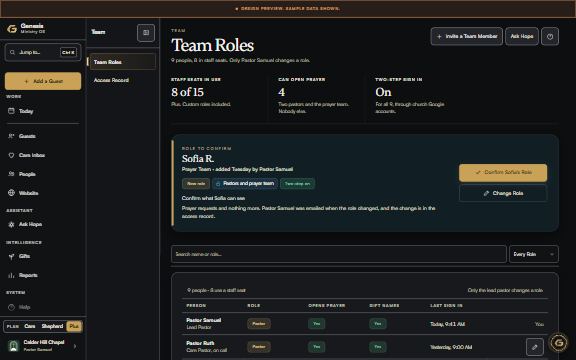 DESIGN PREVIEW. SAMPLE DATA SHOWN.
Genesis
Ministry OS
Jump to...
Ctrl K
+ Add a Guest
WORK
Today
Guests
Care Inbox
People
Website
ASSISTANT
Ask Hope
INTELLIGENCE
Gifts
Reports
SYSTEM
Help
PLAN Care Shepherd Plus
Calder Hill Chapel
Pastor Samuel
Team
Team Roles
Access Record
TEAM
Team Roles
9 people, 8 in staff seats. Only Pastor Samuel changes a role.
+ Invite a Team Member
Ask Hope
STAFF SEATS IN USE
8 of 15
Plus. Custom roles included.
CAN OPEN PRAYER
4
Two pastors and the prayer team.
Nobody else.
TWO-STEP SIGN IN
On
For all 9, through church Google
accounts.
ROLE TO CONFIRM
Sofia R.
Prayer Team • added Tuesday by Pastor Samuel
New role
Pastors and prayer team
Two-step on
Confirm what Sofia can see
Prayer requests and nothing more. Pastor Samuel was emailed when the role changed, and the change is in the
access record.
Confirm Sofia's Role
Change Role
Search name or role...
Every Role
9 people · 8 use a staff seat
Only the lead pastor changes a role
PERSON ROLE OPENS PRAYER GIFT NAMES LAST SIGN IN
Pastor Samuel
Lead Pastor
Pastor
Yes
Yes
Today, 9:41 AM
You
Pastor Ruth
Care Pastor, on call
Pastor
Yes
Yes
Yesterday, 9:00 AM